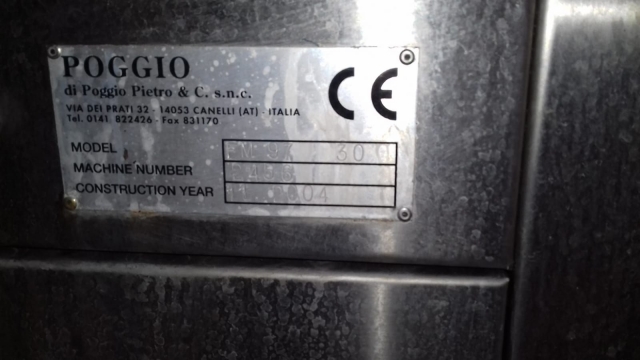 POGGIO
di Poggio Pietro & C. s.n.c.
VIA DEI PRATI 32 - 14053 CANELLI (AT) - ITALIA
Tel. 0141. 822426 - Fax 831170
CE
MODEL
MACHINE NUMBER
CONSTRUCTION YEAR